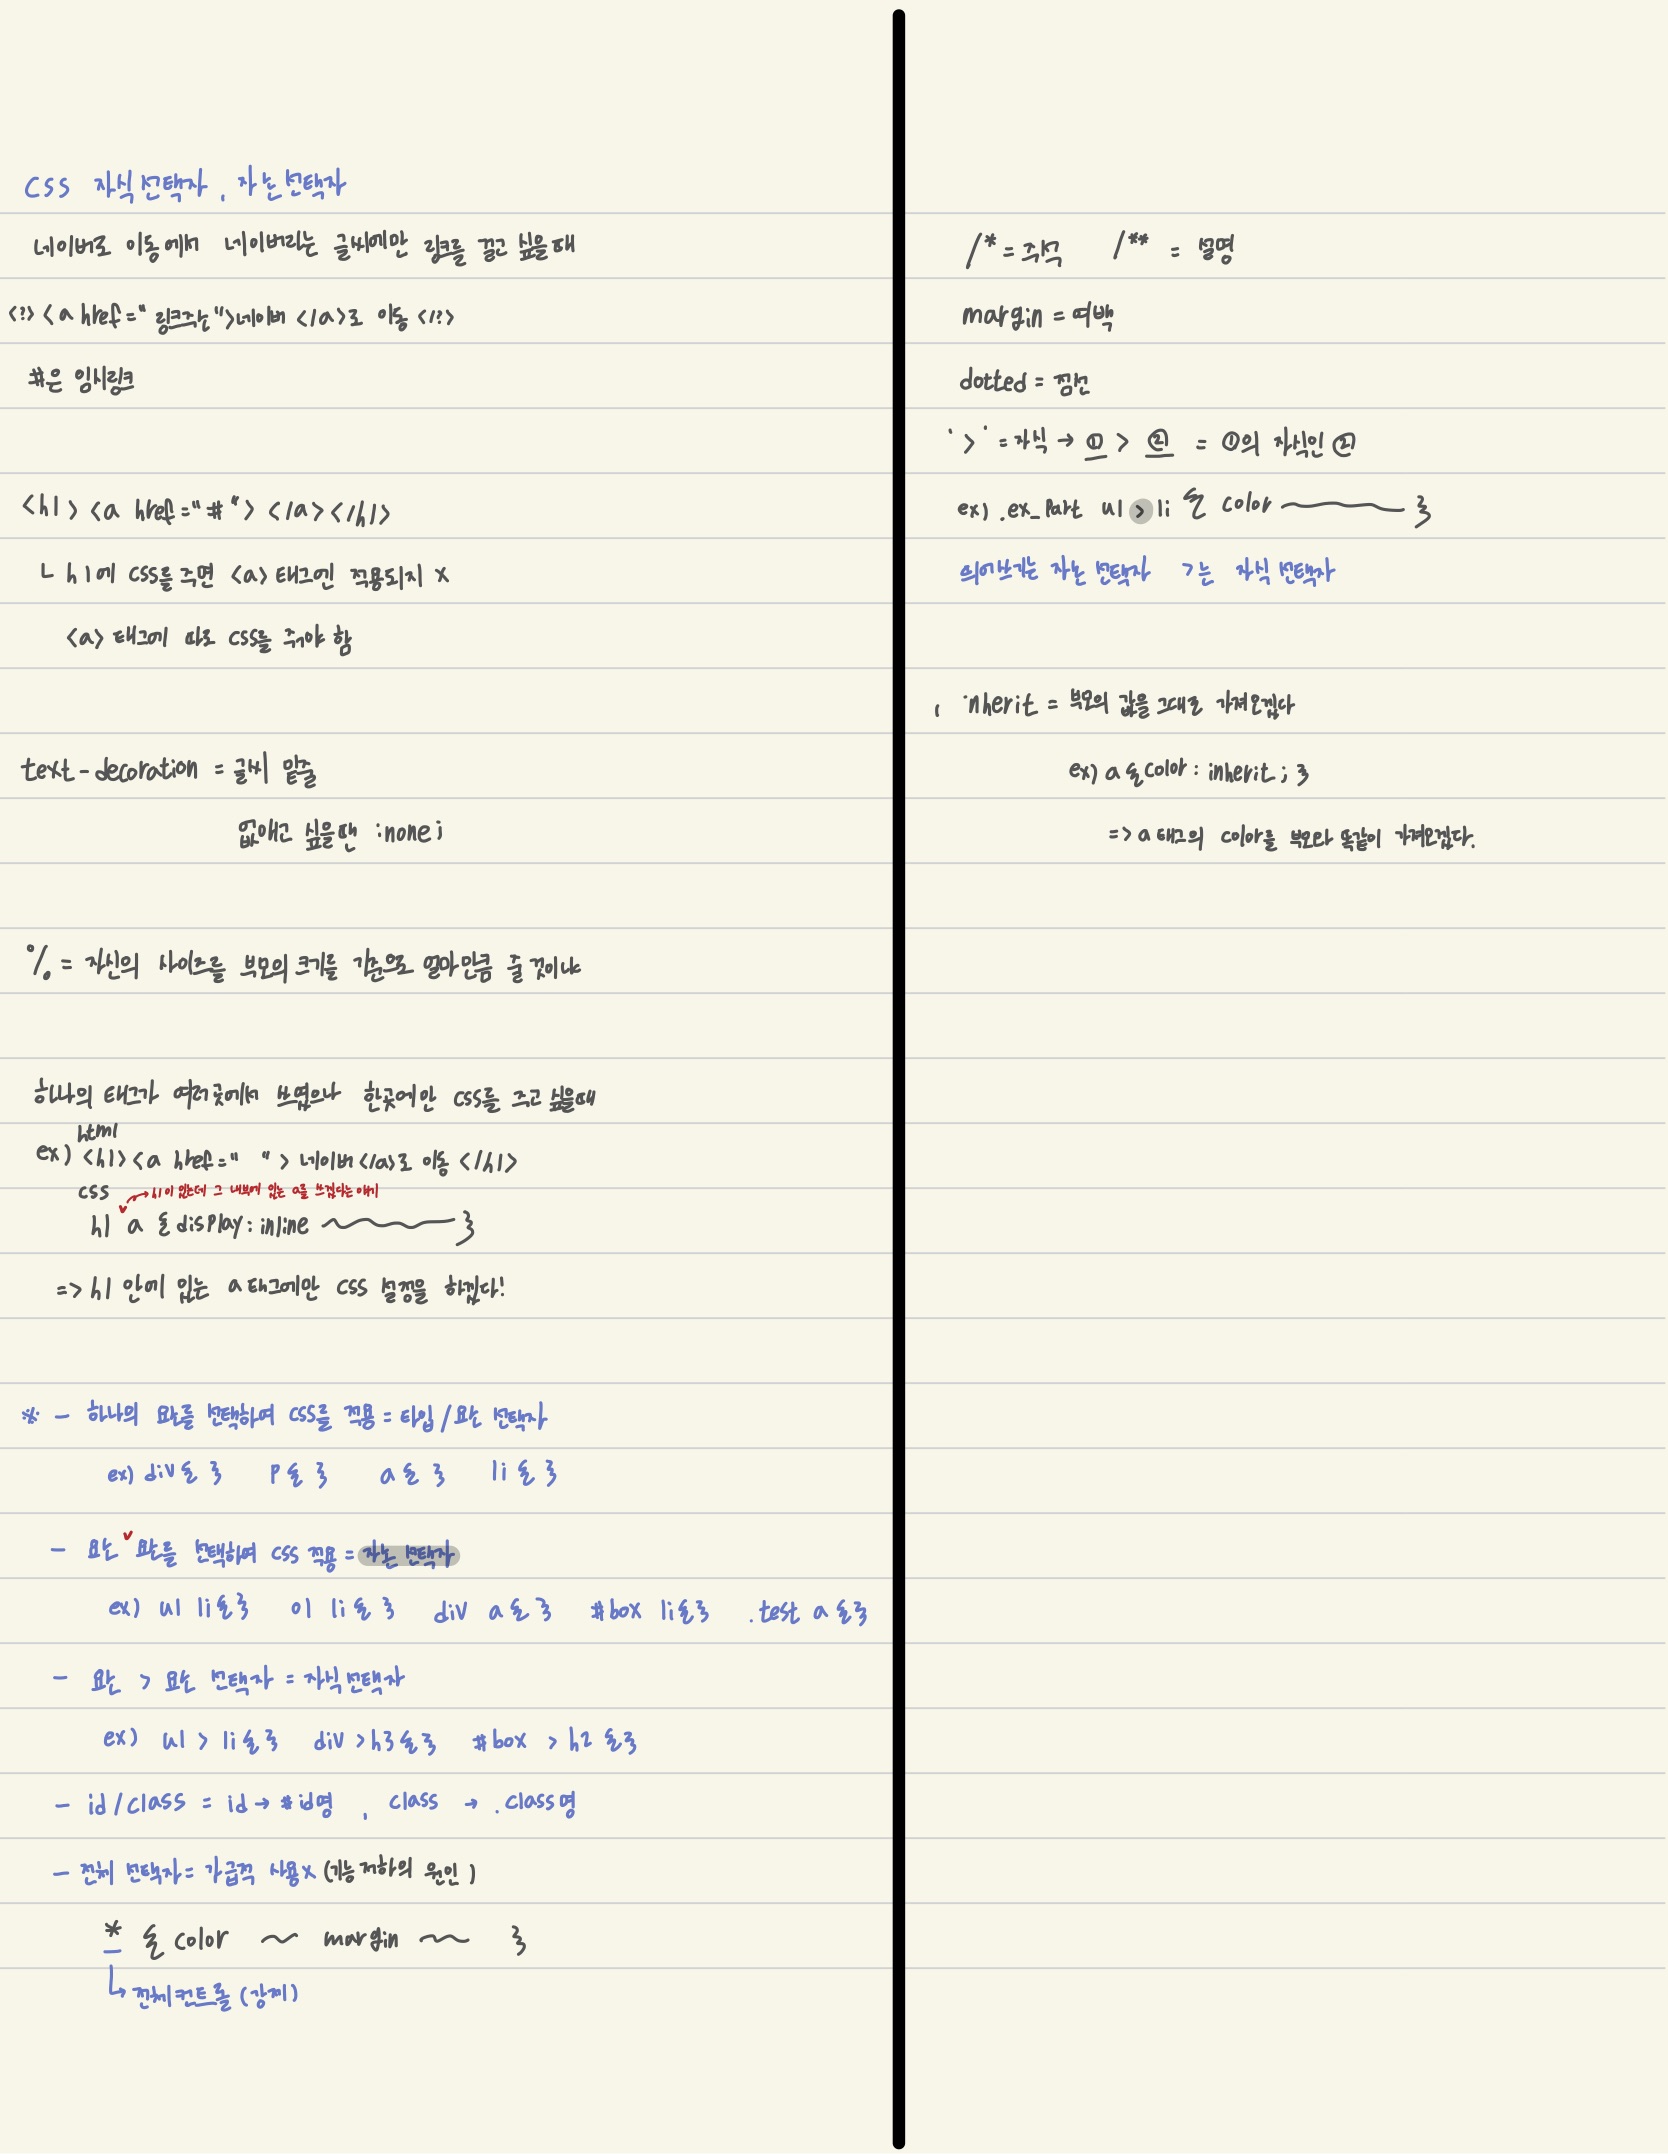 CSS 자식선택자, 자손선택자
네이버로 이동에서 네이버라는 글씨에만 링크를 걸고 싶을때
<?> <a href="링크주소">네이버 </a>로 이동 </?>
#은 임시링크
<h1> <a href="#"> </a></h1>
ㄴ h1에 CSS를 주면 <a> 태그엔 적용되지 x
<a> 태그에 따로 CSS를 줘야 함
text-decoration = 글씨 밑줄
없애고 싶을땐 :none;
% = 자신의 사이즈를 부모의 크기를 기준으로 얼마만큼 줄 것이냐
하나의 태그가 여러곳에서 쓰였으나 한곳에만 CSS를 주고 싶을때
html
ex) <h1><a href=" "> 네이버</a>로 이동 </h1>
CSS → h1이 있는데 그 내부에 있는 a를 쓰겠다는 얘기
h1 ∨ a {display: inline ~ }
=> h1 안에 있는 a태그에만 CSS 설정을 하겠다!
* - 하나의 요소를 선택하여 CSS를 적용 = 타입/요소 선택자
ex) div{ } p{ } a{ } li{ }
- 요소 ∨ 요소를 선택하여 CSS 적용 = 자손 선택자
ex) ul li{} ol li{ } div a{ } #box li{} .test a{}
- 요소 > 요소 선택자 = 자식선택자
ex) ul > li{ } div >h3{} #box > h2 {}
- id/class = id → #id명 , class → .class명
- 전체 선택자 = 가급적 사용x (기능 저하의 원인)
* { color ~ margin ~ }
↳ 전체컨트롤 (강제)
/* = 주석 /** = 설명
margin = 여백
dotted = 점선
'>' = 자식 → ① > ② = ①의 자식인 ②
ex) .ex_Part ul > li { color ~ }
띄어쓰기는 자손 선택자 >는 자식 선택자
, inherit = 부모의 값을 그대로 가져오겠다
ex) a {color: inherit; }
=> a 태그의 color를 부모와 똑같이 가져오겠다.